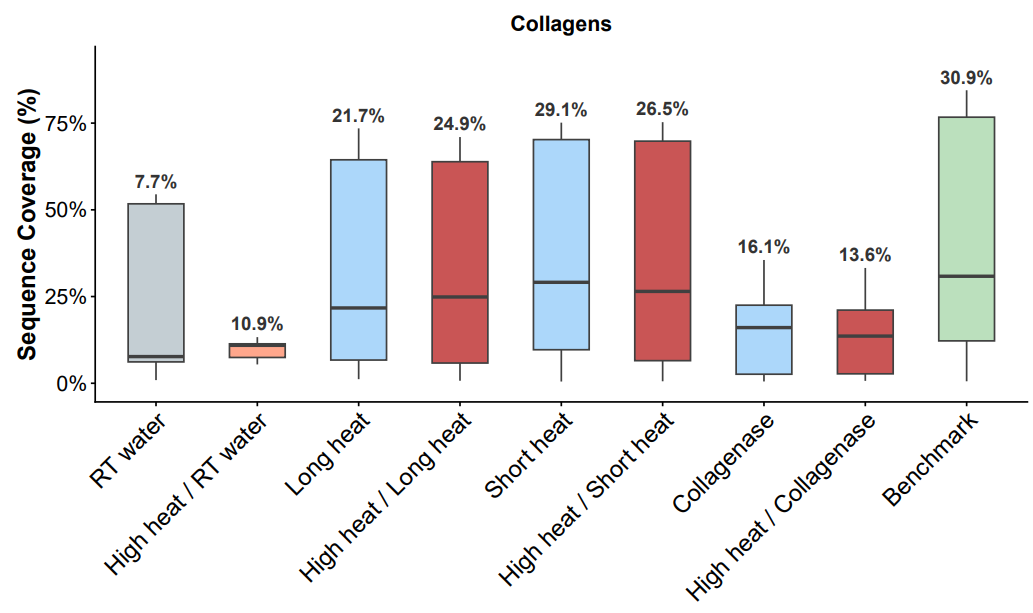 Collagens
Sequence Coverage (%)
75%
50%
25%
0%
7.7%
10.9%
21.7%
24.9%
29.1%
26.5%
16.1%
13.6%
30.9%
RT water
High heat / RT water
Long heat
High heat / Long heat
Short heat
High heat / Short heat
Collagenase
High heat / Collagenase
Benchmark